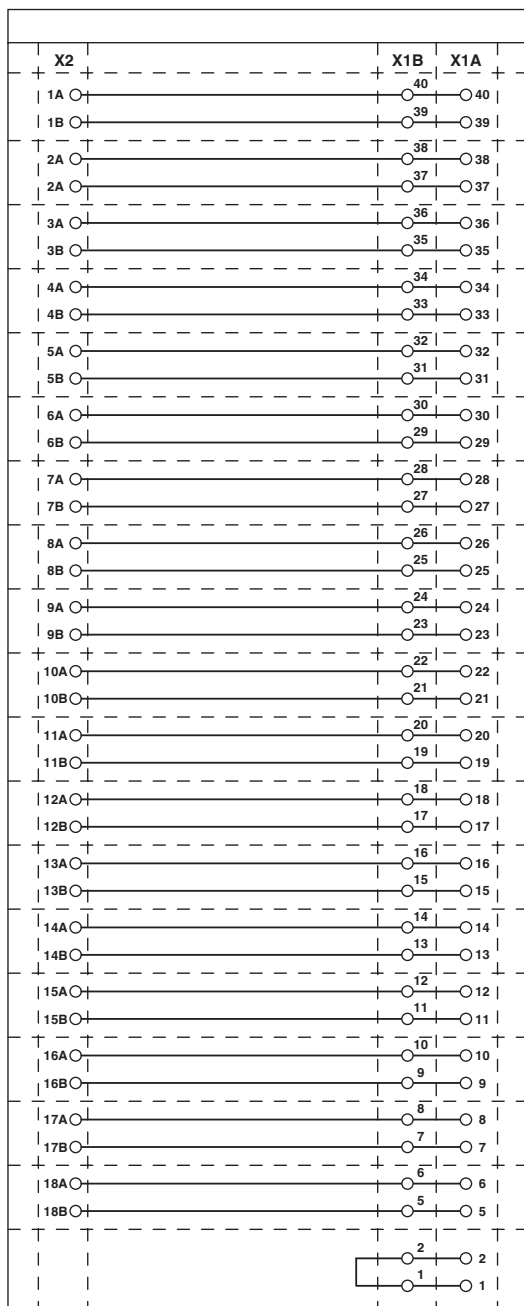 X2 X1B X1A
1A 40 40
1B 39 39
2A 38 38
2A 37 37
3A 36 36
3B 35 35
4A 34 34
4B 33 33
5A 32 32
5B 31 31
6A 30 30
6B 29 29
7A 28 28
7B 27 27
8A 26 26
8B 25 25
9A 24 24
9B 23 23
10A 22 22
10B 21 21
11A 20 20
11B 19 19
12A 18 18
12B 17 17
13A 16 16
13B 15 15
14A 14 14
14B 13 13
15A 12 12
15B 11 11
16A 10 10
16B 9 9
17A 8 8
17B 7 7
18A 6 6
18B 5 5
2 2
1 1